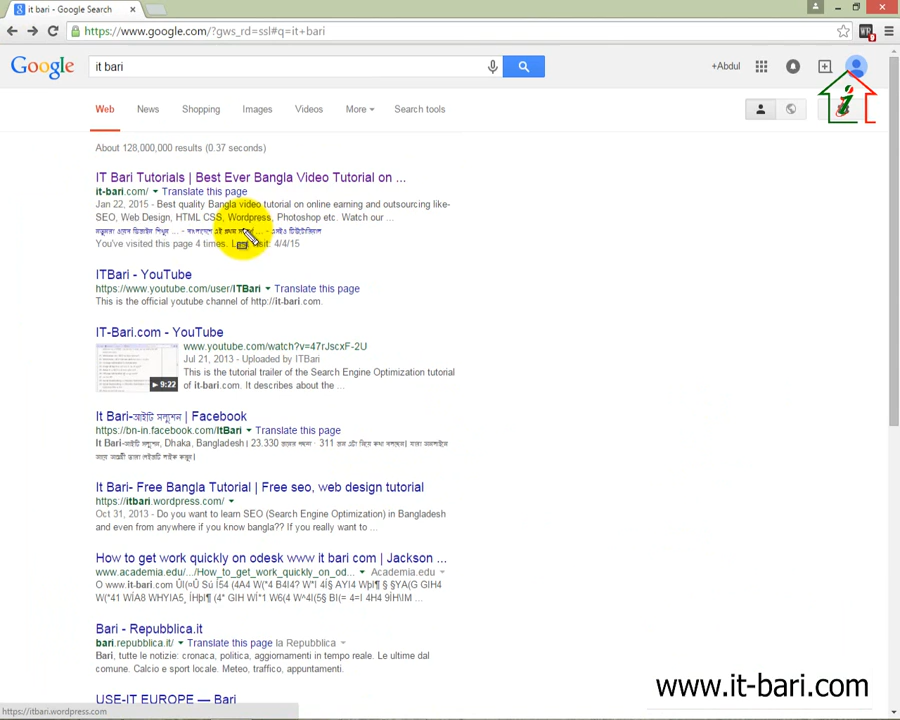 it bari - Google Search
https://www.google.com/?gws_rd=ssl#q=it+bari
Google
it bari
+Abdul
Web News Shopping Images Videos More Search tools
About 128,000,000 results (0.37 seconds)
IT Bari Tutorials | Best Ever Bangla Video Tutorial on ...
it-bari.com/ Translate this page
Jan 22, 2015 - Best quality Bangla video tutorial on online earning and outsourcing like-
SEO, Web Design, HTML CSS, Wordpress, Photoshop etc. Watch our ...
You've visited this page 4 times. visit: 4/4/15
ITBari - YouTube
https://www.youtube.com/user/ITBari Translate this page
This is the official youtube channel of http://it-bari.com.
IT-Bari.com - YouTube
www.youtube.com/watch?v=47rJscxF-2U
Jul 21, 2013 - Uploaded by ITBari
This is the tutorial trailer of the Search Engine Optimization tutorial
of it-bari.com. It describes about the ...
9:22
It Bari-আইটি সল্যুশন | Facebook
https://bn-in.facebook.com/ItBari Translate this page
It Bari-আইটি সল্যুশন, Dhaka, Bangladesh
It Bari- Free Bangla Tutorial | Free seo, web design tutorial
https://itbari.wordpress.com/
Oct 31, 2013 - Do you want to learn SEO (Search Engine Optimization) in Bangladesh
and even from anywhere if you know bangla?? If you really want to ...
How to get work quickly on odesk www it bari com | Jackson ...
www.academia.edu/.../How_to_get_work_quickly_on_od... Academia.edu
O www.it-bari.com
Bari - Repubblica.it
bari.repubblica.it/ Translate this page la Repubblica
Bari, tutte le notizie: cronaca, politica, aggiornamenti in tempo reale. Le ultime dal
comune. Calcio e sport locale. Meteo, traffico, appuntamenti.
USE-IT EUROPE — Bari
https://itbari.wordpress.com
www.it-bari.com